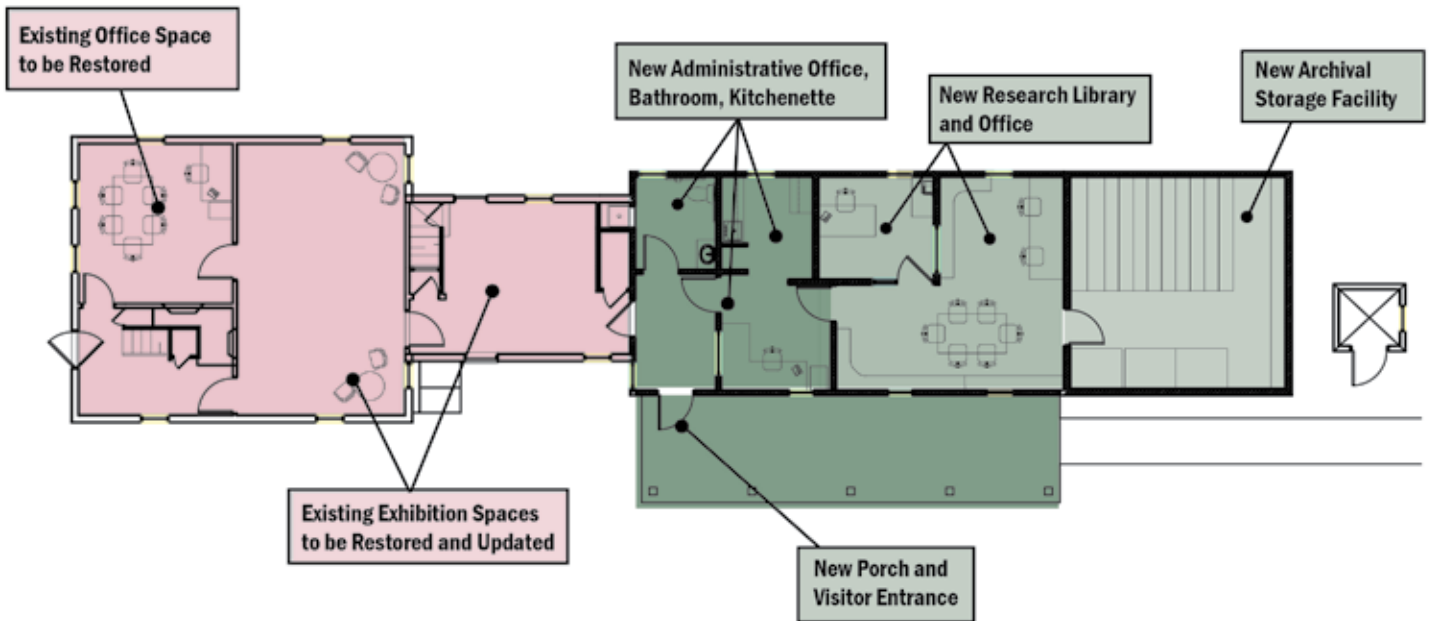 Existing Office Space
to be Restored
New Administrative Office,
Bathroom, Kitchenette
New Research Library
and Office
New Archival
Storage Facility
Existing Exhibition Spaces
to be Restored and Updated
New Porch and
Visitor Entrance